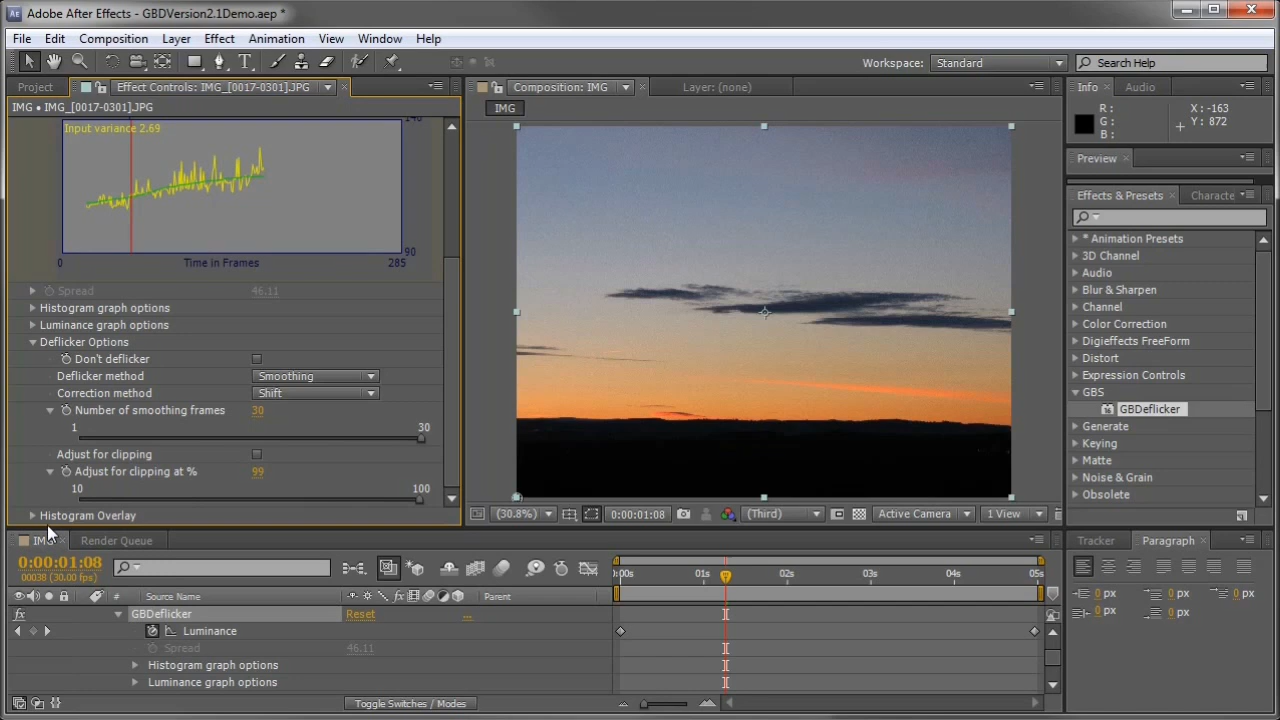 Adobe After Effects - GBDVersion2.1Demo.aep *
File Edit Composition Layer Effect Animation View Window Help
Workspace: Standard Search Help
Project Effect Controls: IMG_[0017-0301].JPG Composition: IMG Layer: (none) Info Audio
IMG • IMG_[0017-0301].JPG IMG
R: X: -163
G: Y: 872
B:
Input variance 2.69
140
90
0 Time in Frames 285
Preview
Effects & Presets Characte
* Animation Presets
3D Channel
Audio
Blur & Sharpen
Channel
Color Correction
Digieffects FreeForm
Distort
Expression Controls
GBS
GBDeflicker
Generate
Keying
Matte
Noise & Grain
Obsolete
Spread 46.11
Histogram graph options
Luminance graph options
Deflicker Options
Don't deflicker
Deflicker method Smoothing
Correction method Shift
Number of smoothing frames 30
1 30
Adjust for clipping
Adjust for clipping at % 99
10 100
Histogram Overlay
(30.8%) 0:00:01:08 (Third) Active Camera 1 View
IMG Render Queue
Tracker Paragraph
0:00:01:08
00038 (30.00 fps)
:00s 01s 02s 03s 04s 05s
# Source Name Parent
0 px 0 px 0 px
0 px 0 px
fx GBDeflicker Reset ...
Luminance
Spread 46.11
Histogram graph options
Luminance graph options
Toggle Switches / Modes